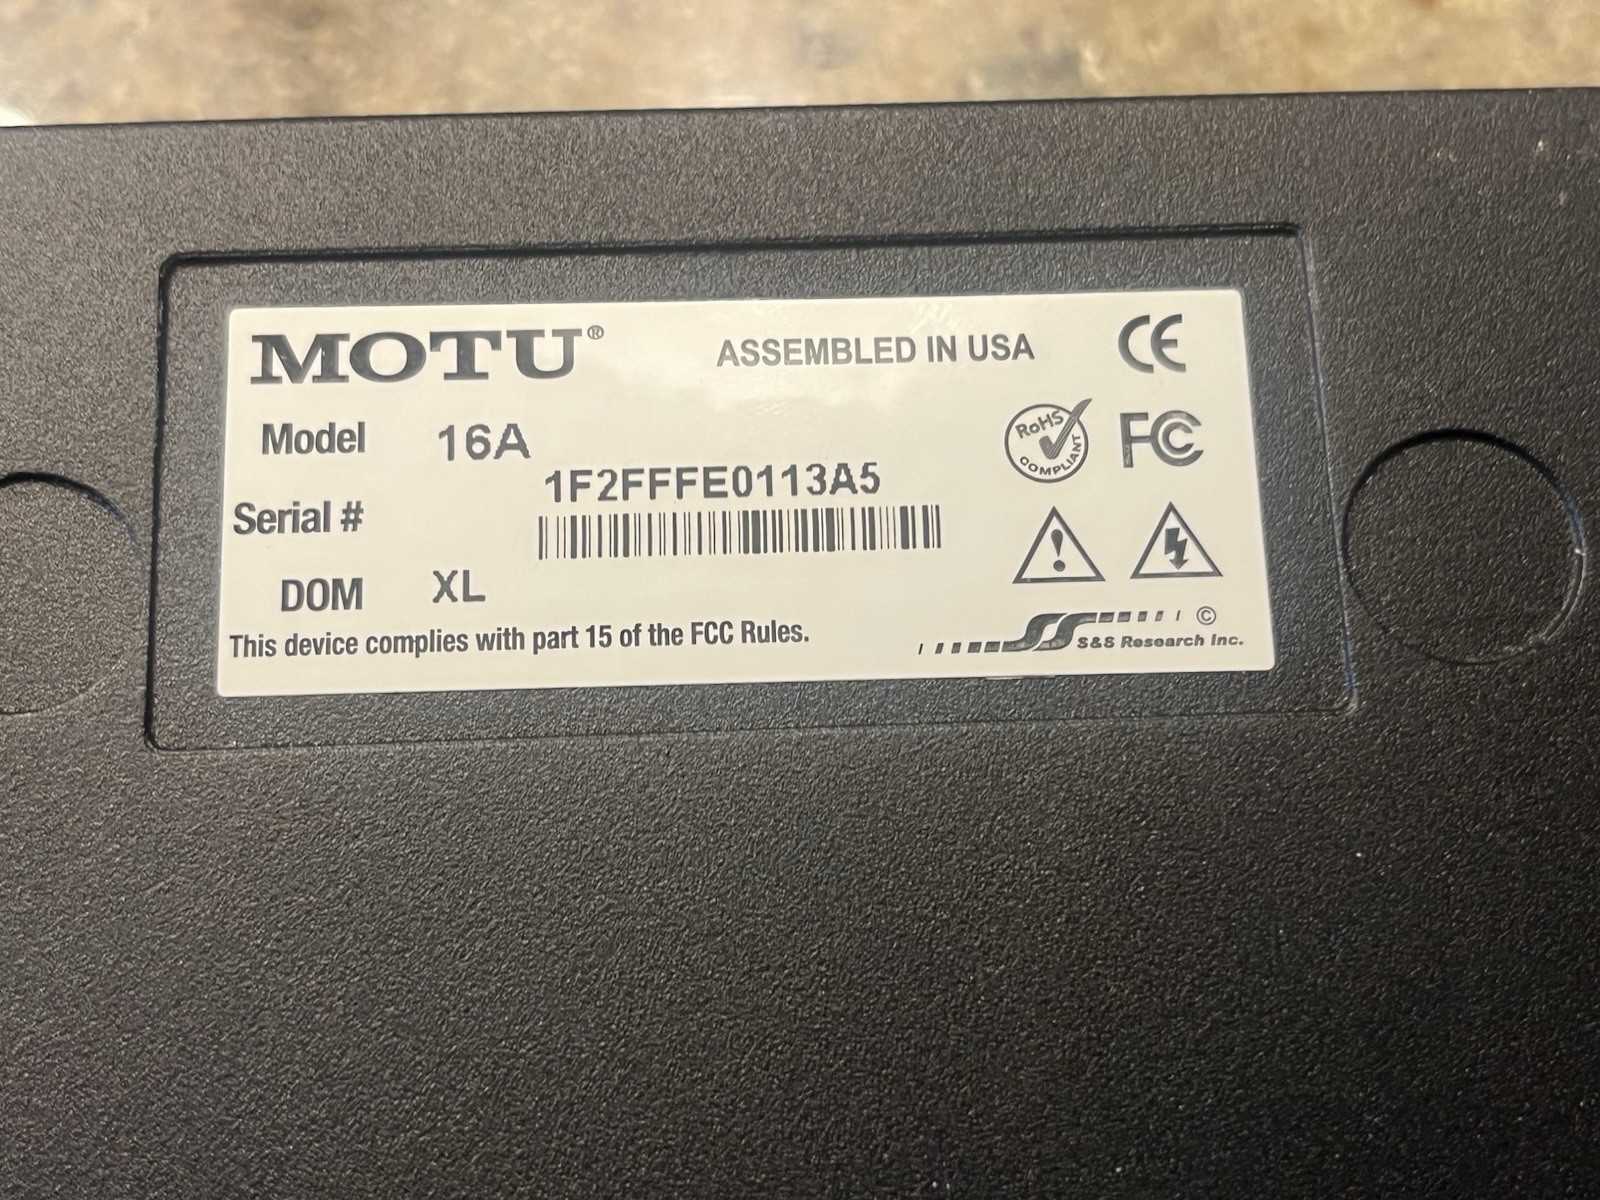 MOTU®
ASSEMBLED IN USA
CE
Model 16A
RoHS COMPLIANT
FC
1F2FFFE0113A5
Serial #
DOM XL
This device complies with part 15 of the FCC Rules.
SS ©
S&S Research Inc.